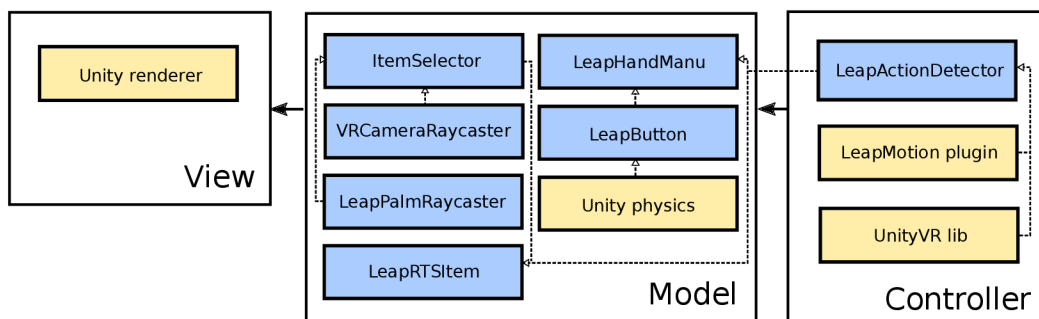 Unity renderer
View
ItemSelector
VRCameraRaycaster
LeapPalmRaycaster
LeapRTSItem
LeapHandManu
LeapButton
Unity physics
Model
LeapActionDetector
LeapMotion plugin
UnityVR lib
Controller